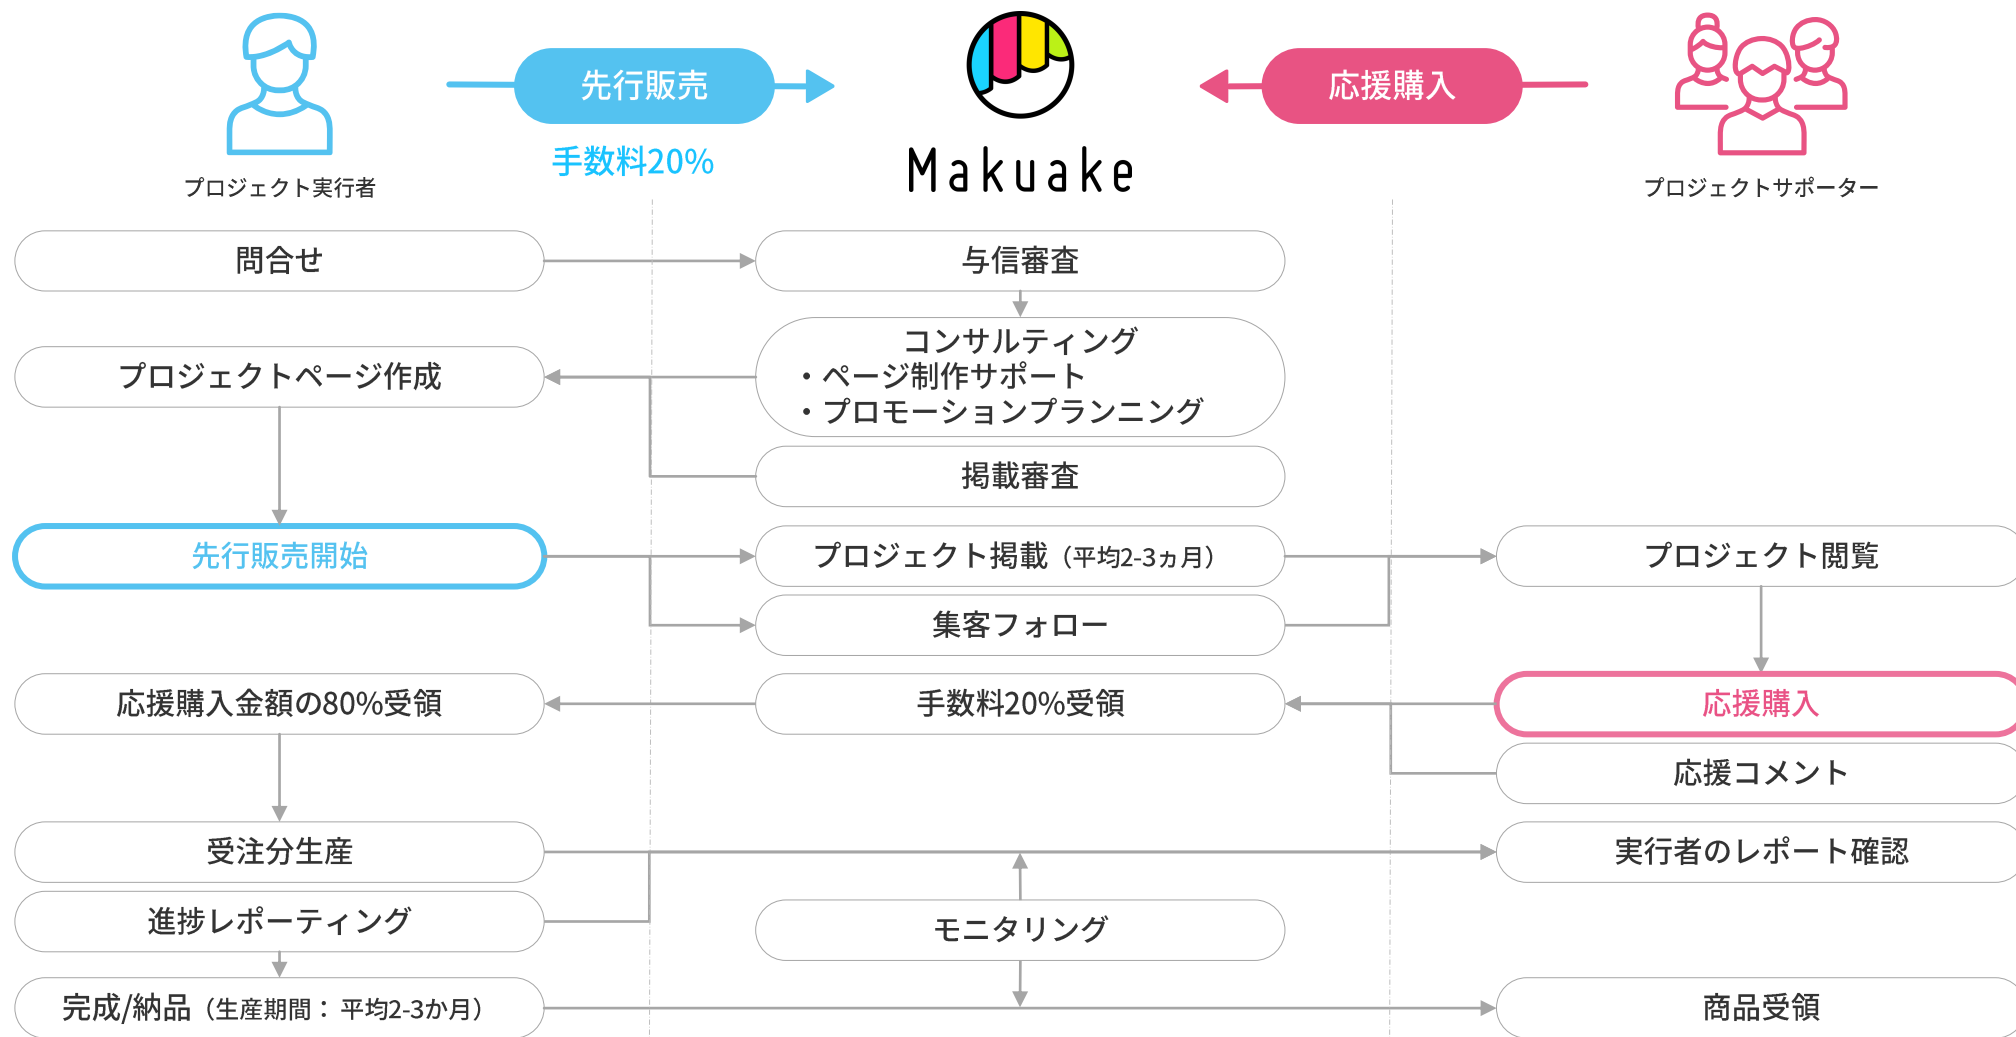 先行販売
応援購入
手数料20%
Makuake
プロジェクト実行者
プロジェクトサポーター
問合せ
与信審査
コンサルティング
・ページ制作サポート
・プロモーションプランニング
プロジェクトページ作成
掲載審査
先行販売開始
プロジェクト掲載（平均2-3ヵ月）
プロジェクト閲覧
集客フォロー
応援購入金額の80%受領
手数料20%受領
応援購入
応援コメント
受注分生産
実行者のレポート確認
進捗レポーティング
モニタリング
完成/納品（生産期間：平均2-3か月）
商品受領